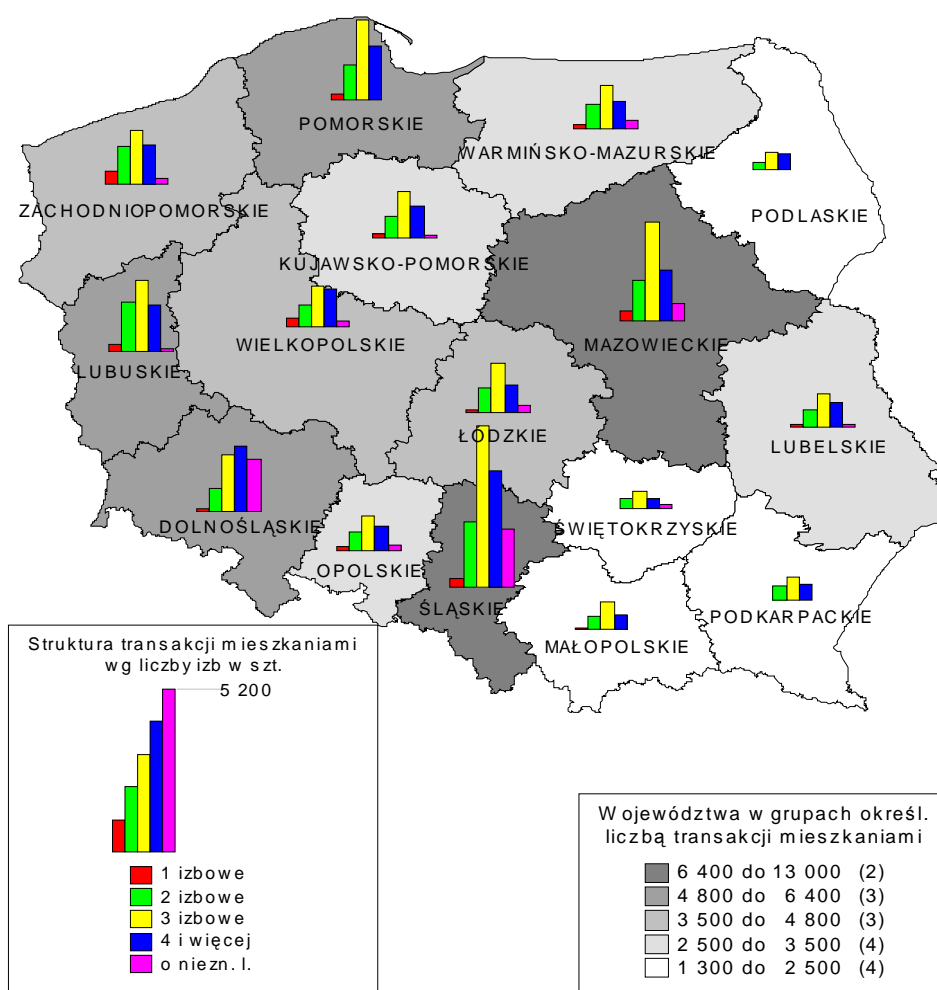 POMORSKIE
WARMIŃSKO-MAZURSKIE
ZACHODNIOPOMORSKIE
PODLASKIE
KUJAWSKO-POMORSKIE
WIELKOPOLSKIE
MAZOWIECKIE
LUBUSKIE
ŁÓDZKIE
LUBELSKIE
DOLNOŚLĄSKIE
ŚWIĘTOKRZYSKIE
OPOLSKIE
ŚLĄSKIE
PODKARPACKIE
MAŁOPOLSKIE
Struktura transakcji mieszkaniami
wg liczby izb w szt.
5 200
1 izbowe
2 izbowe
3 izbowe
4 i więcej
o niezn. l.
Województwa w grupach określ.
liczbą transakcji mieszkaniami
6 400 do 13 000 (2)
4 800 do 6 400 (3)
3 500 do 4 800 (3)
2 500 do 3 500 (4)
1 300 do 2 500 (4)